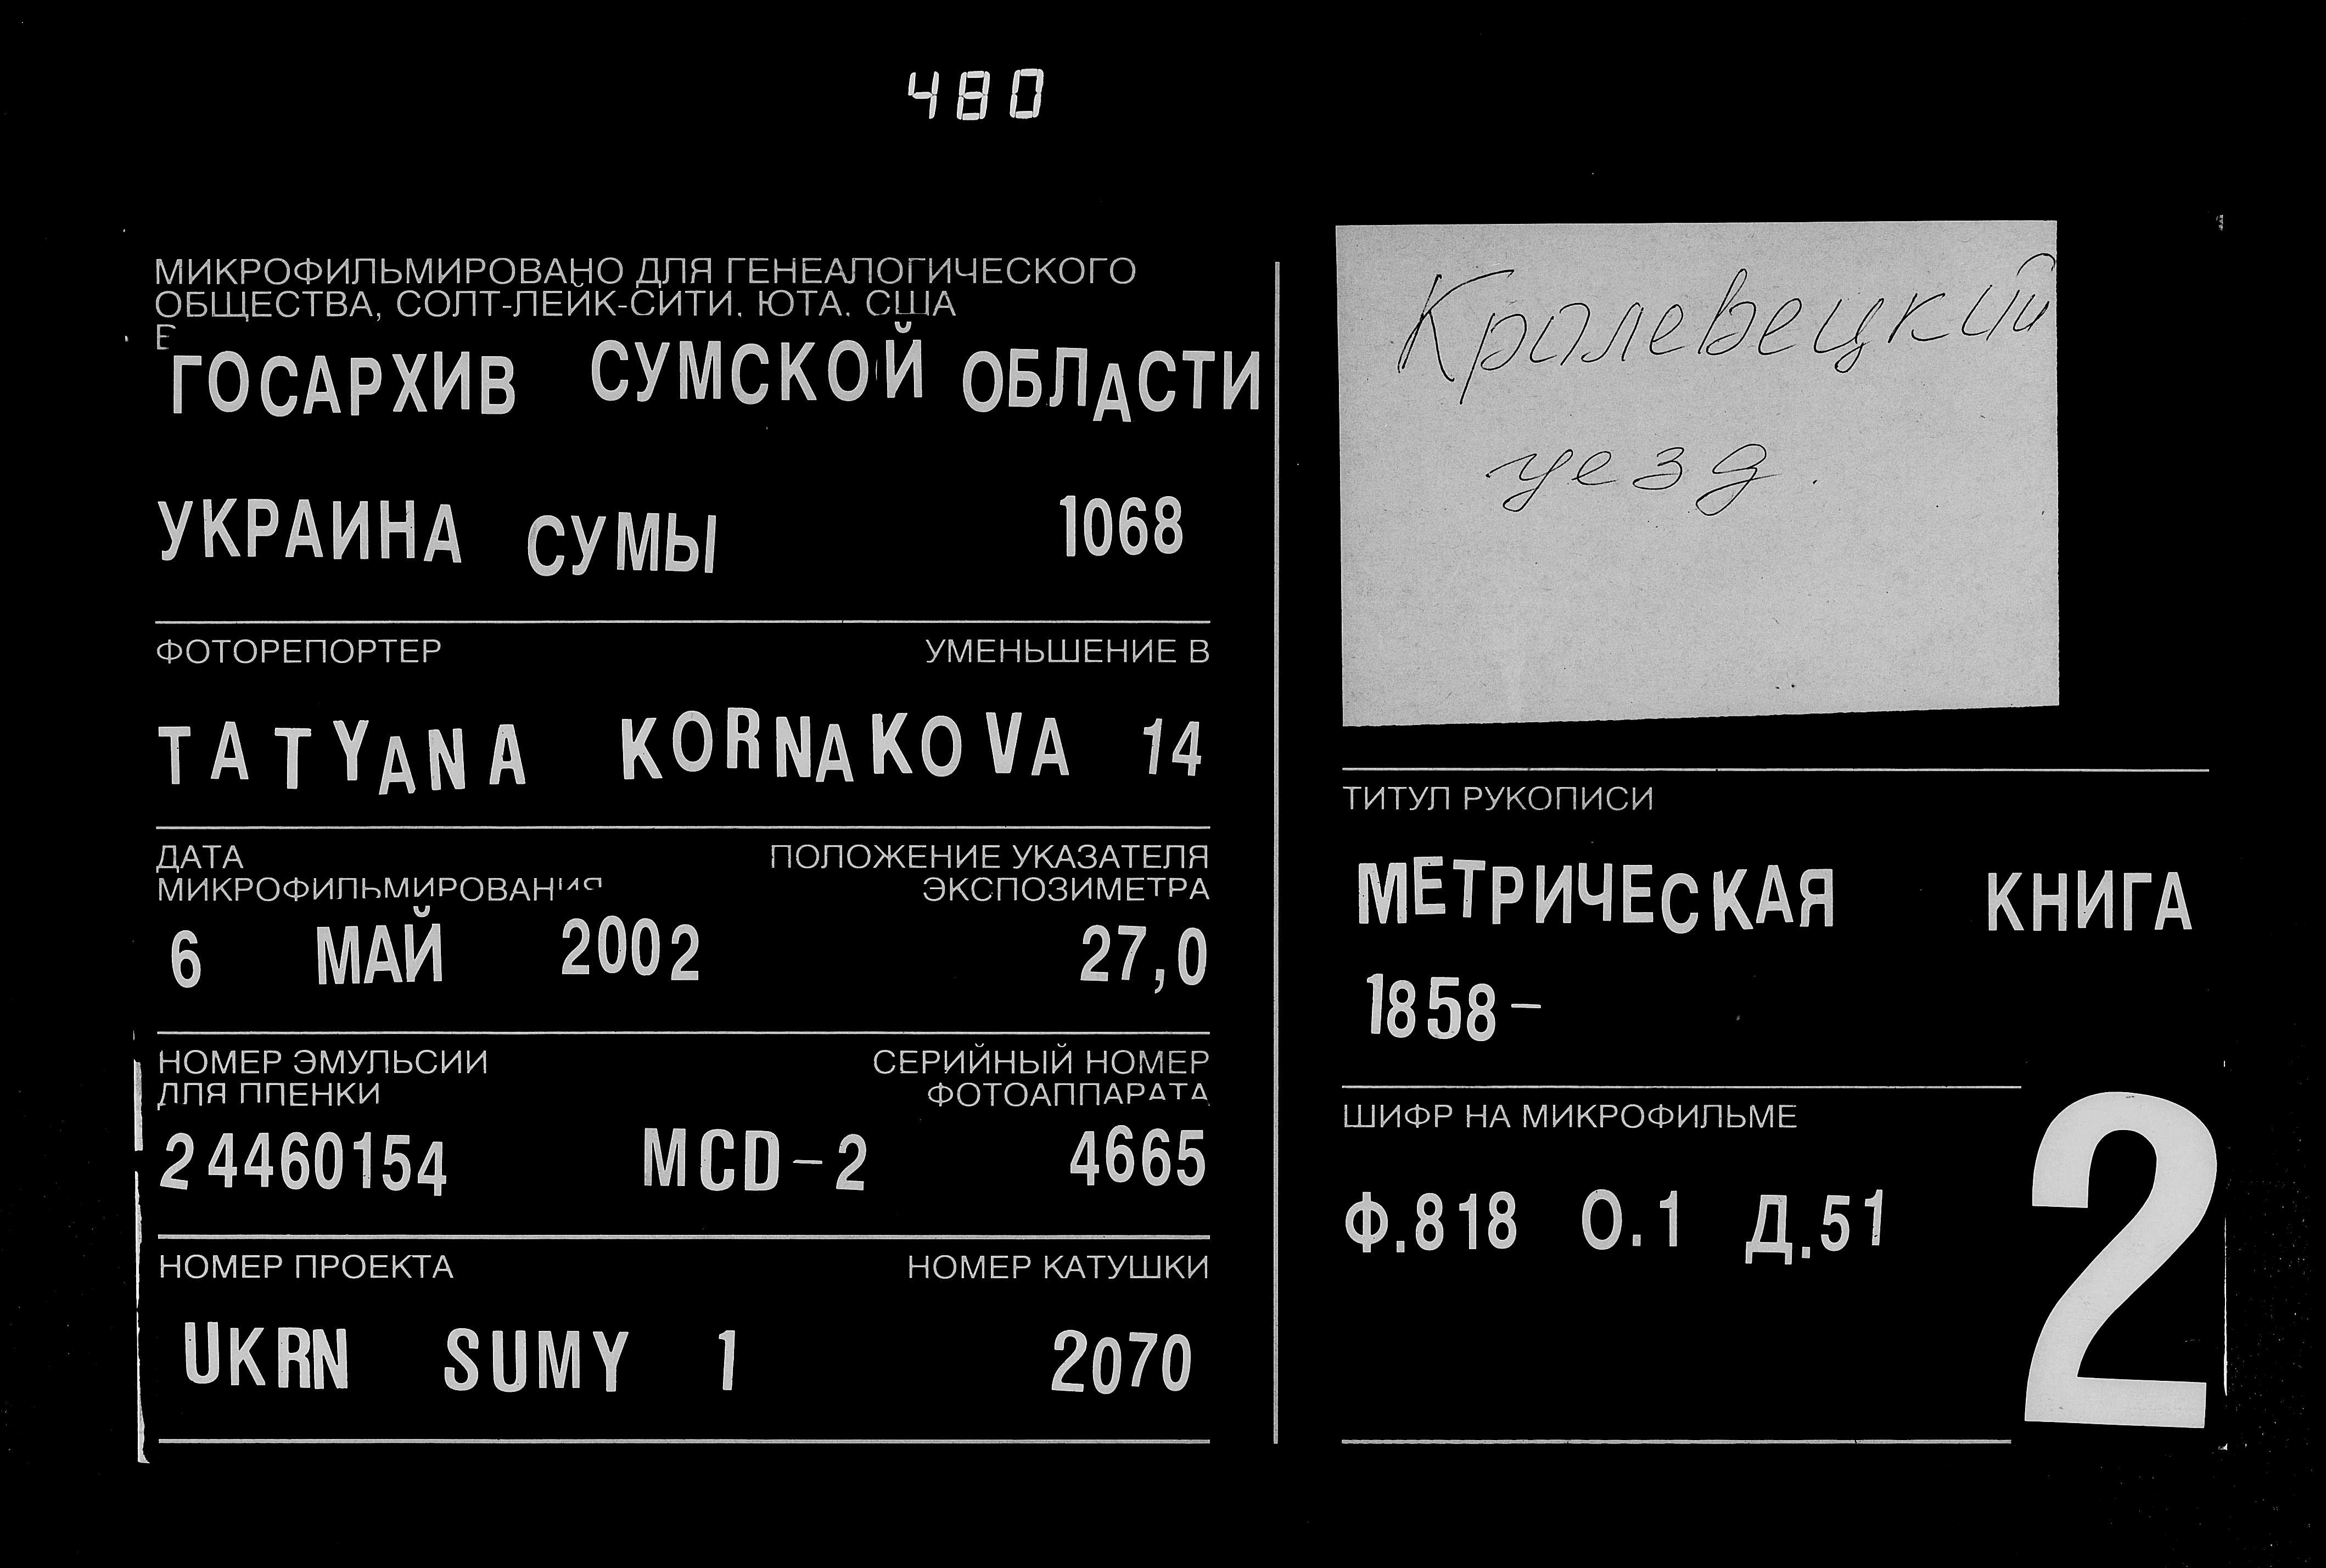 480
МИКРОФИЛЬМИРОВАНО ДЛЯ ГЕНЕАЛОГИЧЕСКОГО
ОБЩЕСТВА, СОЛТ-ЛЕЙК-СИТИ, ЮТА, США
В
ГОСАРХИВ СУМСКОЙ ОБЛАСТИ
УКРАИНА СУМЫ 1068
ФОТОРЕПОРТЕР УМЕНЬШЕНИЕ В
TATYANA KORNAKOVA 14
ДАТА ПОЛОЖЕНИЕ УКАЗАТЕЛЯ
МИКРОФИЛЬМИРОВАНИЯ ЭКСПОЗИМЕТРА
6 МАЙ 2002 27,0
НОМЕР ЭМУЛЬСИИ СЕРИЙНЫЙ НОМЕР
ДЛЯ ПЛЕНКИ ФОТОАППАРАТА
24460154 MCD-2 4665
НОМЕР ПРОЕКТА НОМЕР КАТУШКИ
UKRN SUMY 1 2070
Кролевецкий
уезд.
ТИТУЛ РУКОПИСИ
МЕТРИЧЕСКАЯ КНИГА
1858-
ШИФР НА МИКРОФИЛЬМЕ
Ф.818 О.1 Д.51
2